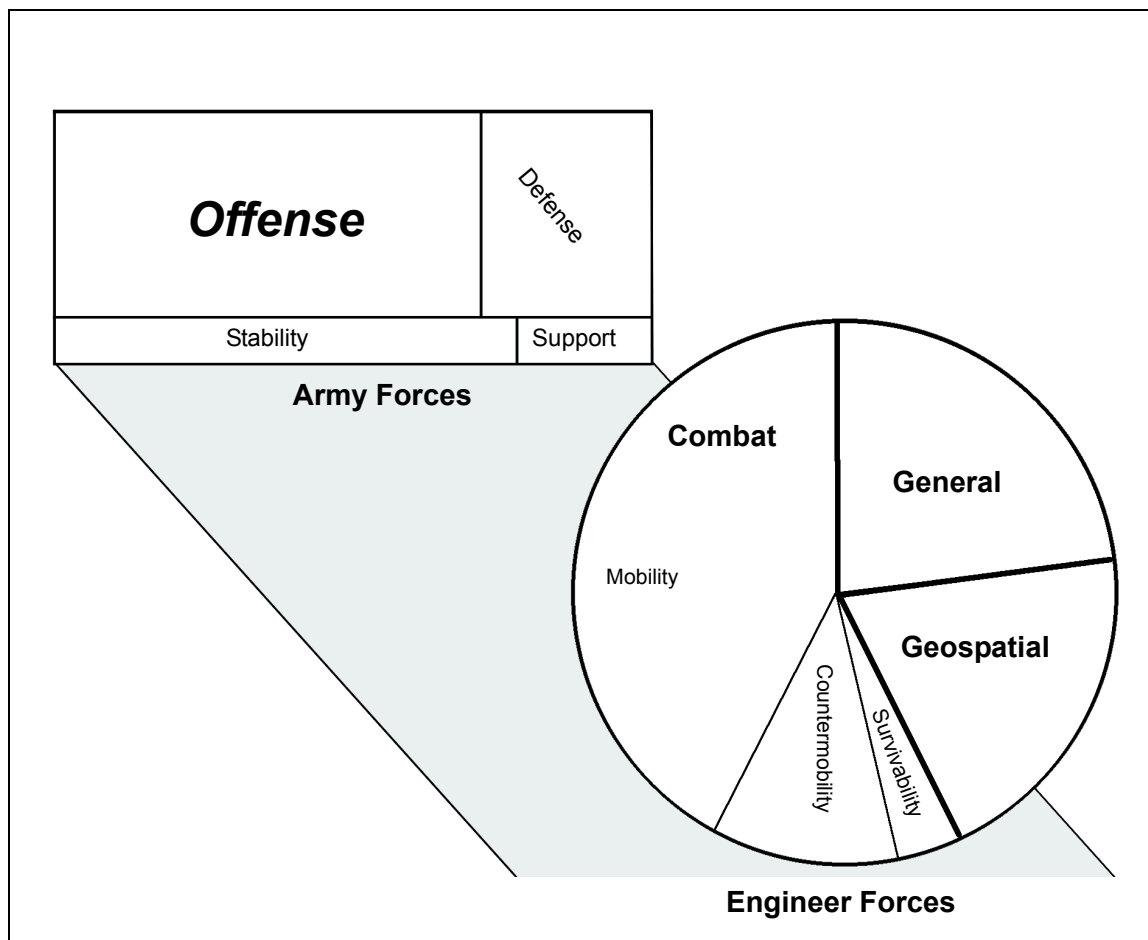 Offense
Defense
Stability
Support
Army Forces
Combat
General
Mobility
Geospatial
Countermobility
Survivability
Engineer Forces